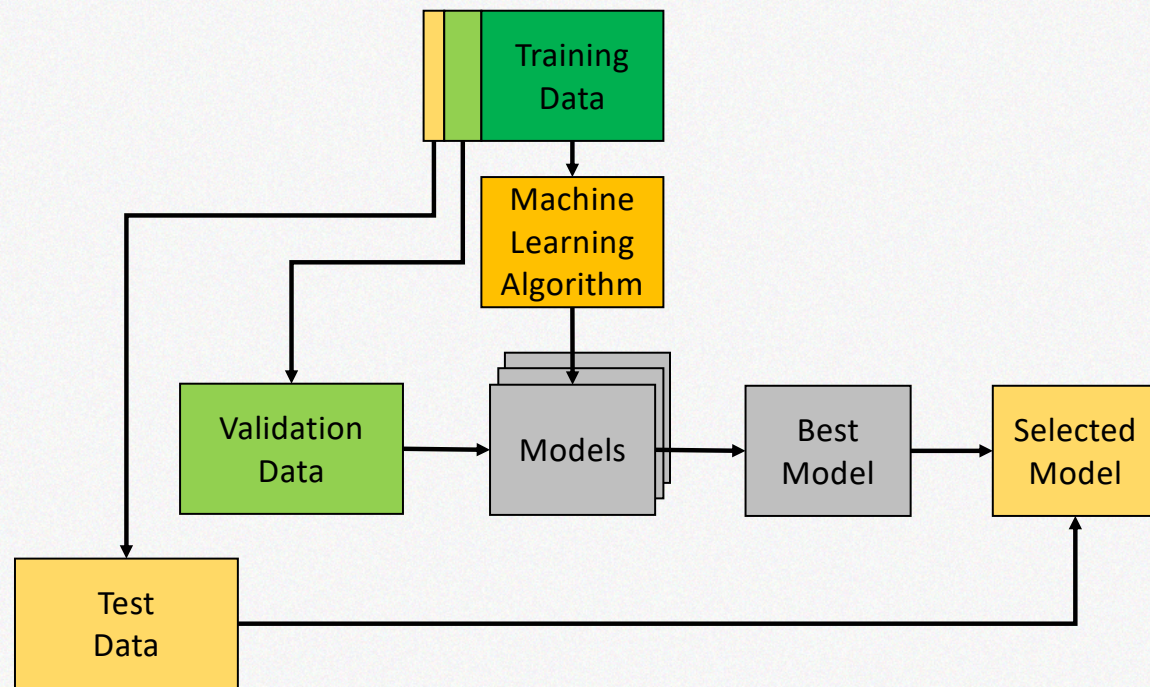 Training
Data
Machine
Learning
Algorithm
Validation
Data
Models
Best
Model
Selected
Model
Test
Data